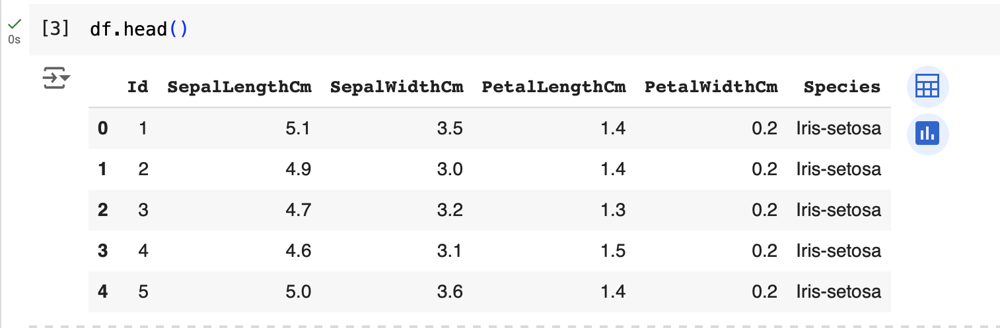 [3] df.head()
0s
Id SepalLengthCm SepalWidthCm PetalLengthCm PetalWidthCm Species
0 1 5.1 3.5 1.4 0.2 Iris-setosa
1 2 4.9 3.0 1.4 0.2 Iris-setosa
2 3 4.7 3.2 1.3 0.2 Iris-setosa
3 4 4.6 3.1 1.5 0.2 Iris-setosa
4 5 5.0 3.6 1.4 0.2 Iris-setosa